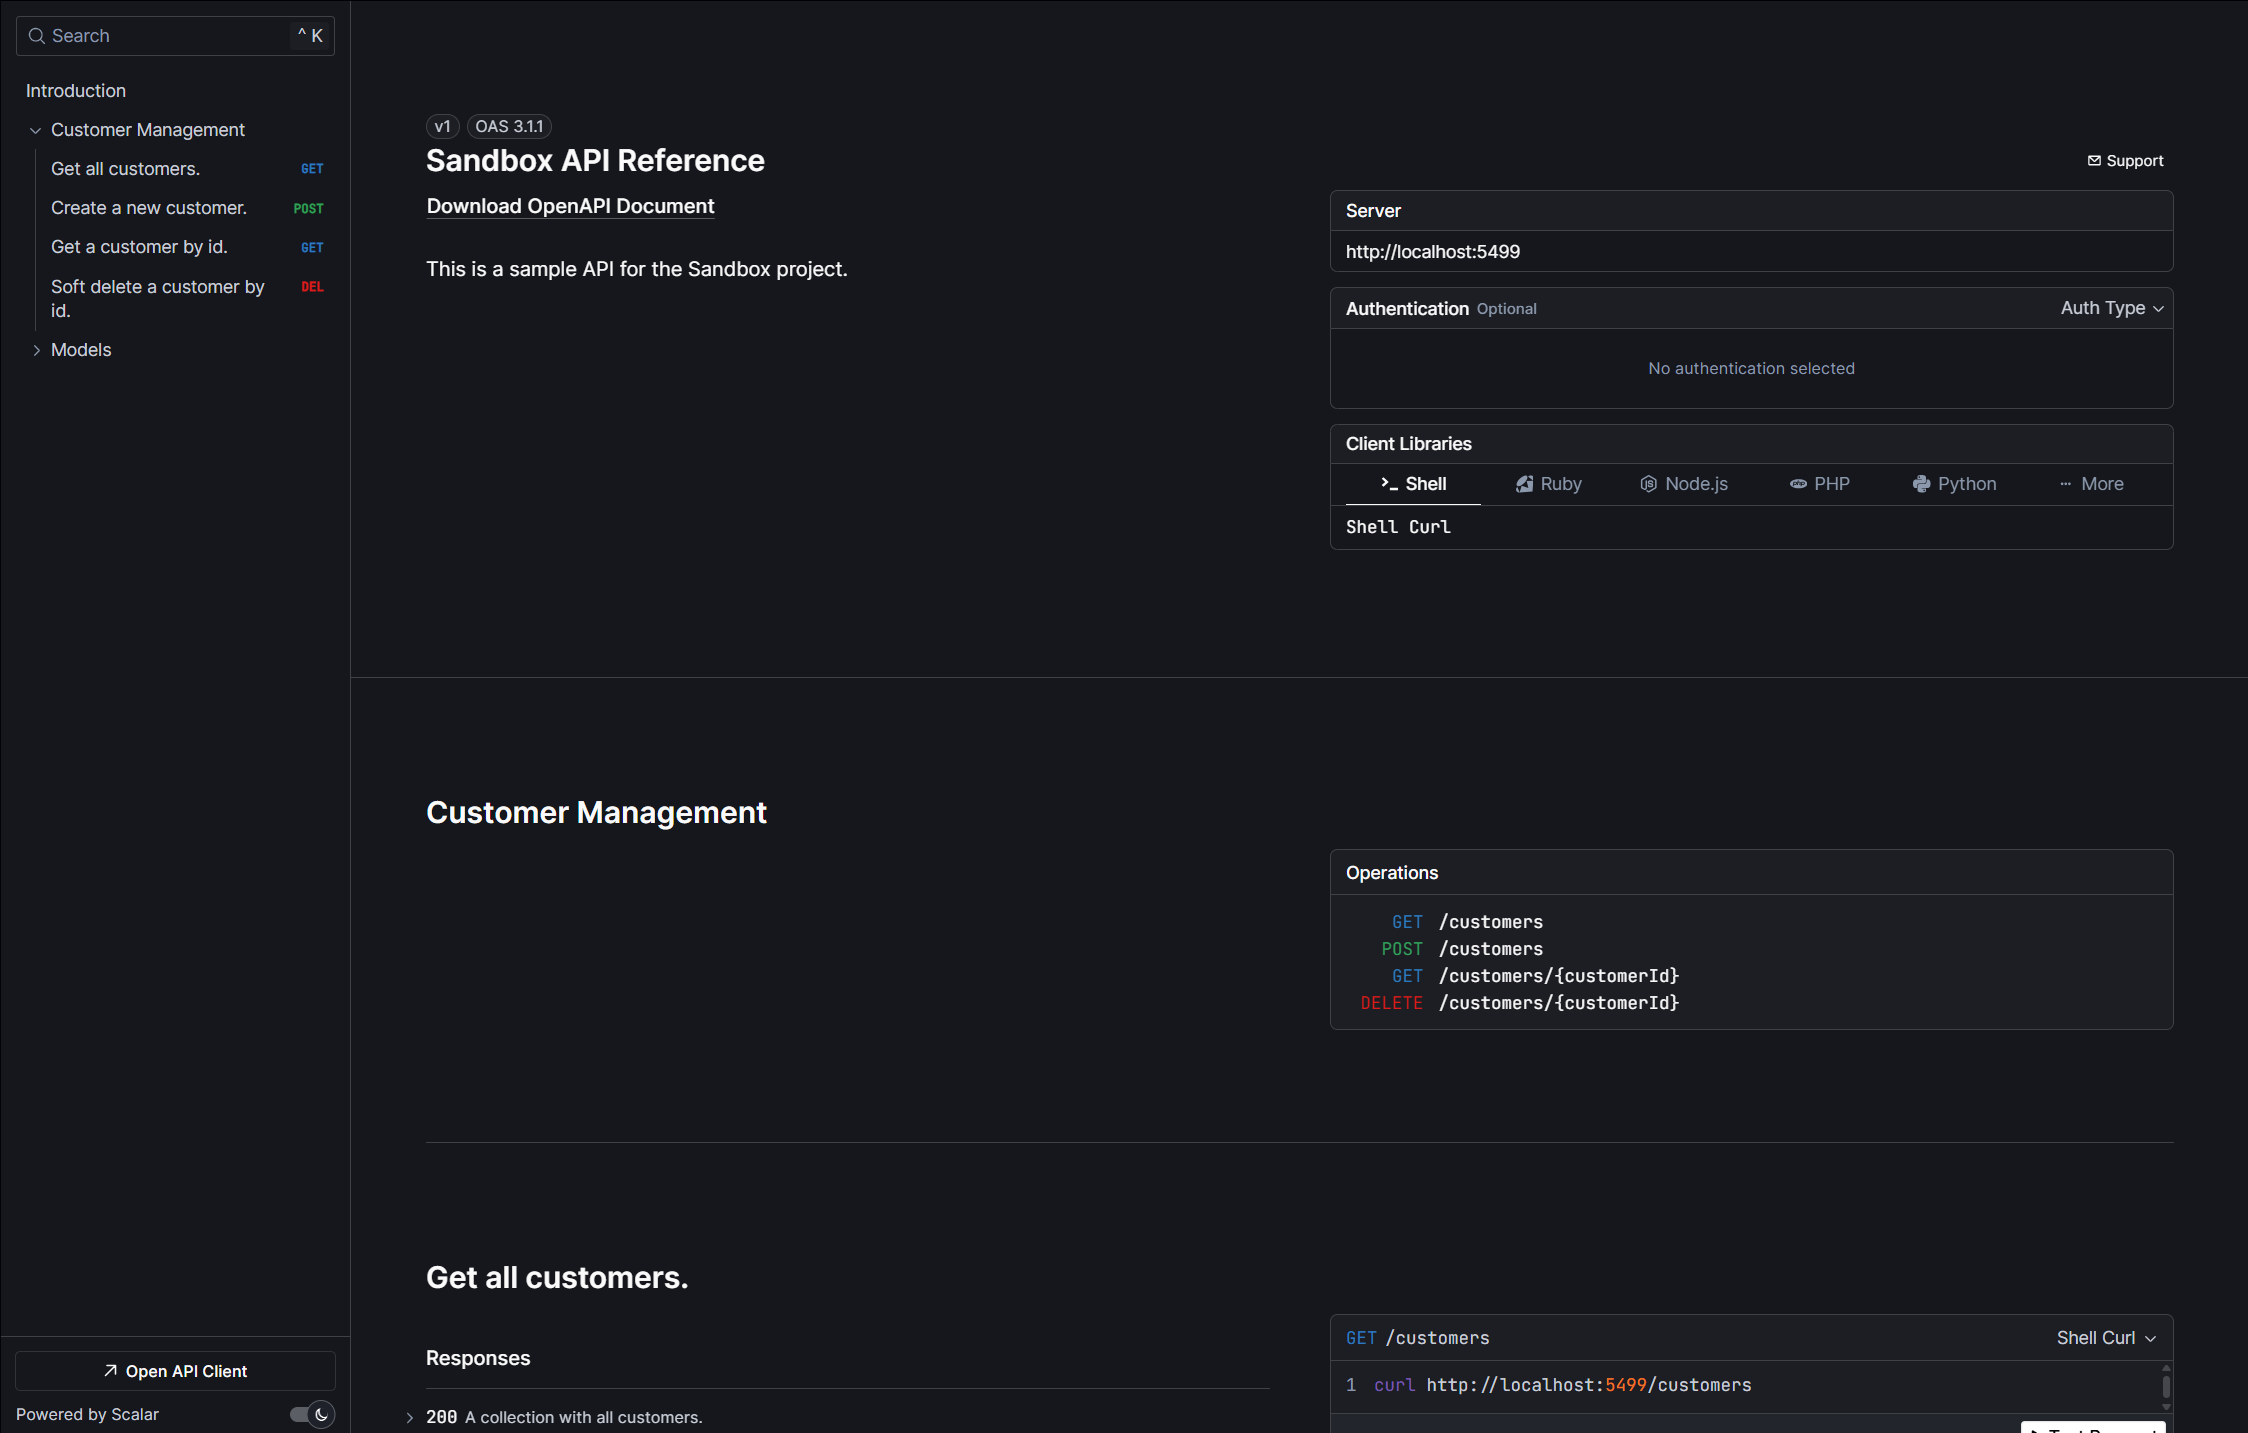 Search
^ K
Introduction
Customer Management
Get all customers. GET
Create a new customer. POST
Get a customer by id. GET
Soft delete a customer by DEL
id.
Models
Open API Client
Powered by Scalar
v1 OAS 3.1.1
Sandbox API Reference
Download OpenAPI Document
This is a sample API for the Sandbox project.
Support
Server
http://localhost:5499
Authentication Optional Auth Type
No authentication selected
Client Libraries
Shell Ruby Node.js PHP Python More
Shell Curl
Customer Management
Operations
GET /customers
POST /customers
GET /customers/{customerId}
DELETE /customers/{customerId}
Get all customers.
Responses
200 A collection with all customers.
GET /customers Shell Curl
1 curl http://localhost:5499/customers